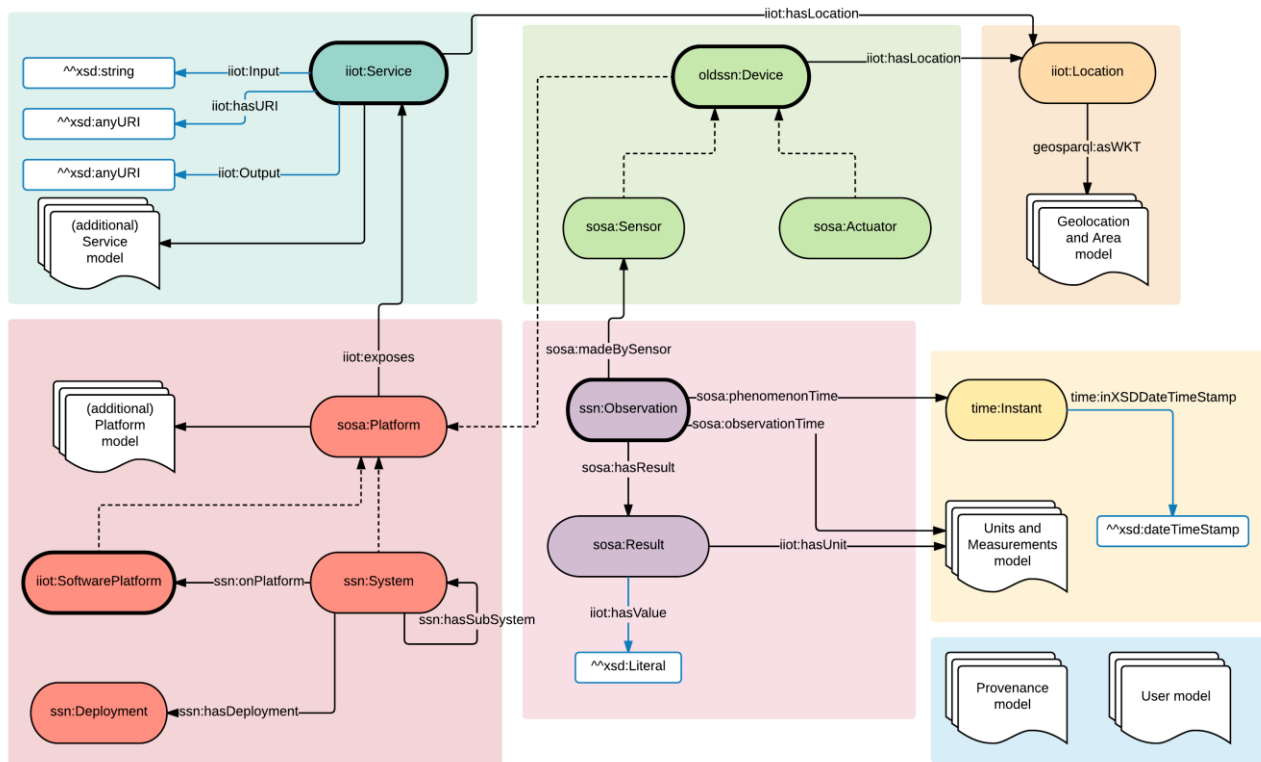 iiot:hasLocation
^^xsd:string
iiot:Input
iiot:Service
iiot:hasURI
^^xsd:anyURI
^^xsd:anyURI
iiot:Output
(additional)
Service
model
oldssn:Device
iiot:hasLocation
iiot:Location
geosparql:asWKT
sosa:Sensor
sosa:Actuator
Geolocation
and Area
model
iiot:exposes
sosa:madeBySensor
(additional)
Platform
model
sosa:Platform
ssn:Observation
sosa:phenomenonTime
sosa:observationTime
time:Instant
time:inXSDDateTimeStamp
sosa:hasResult
sosa:Result
iiot:hasUnit
Units and
Measurements
model
^^xsd:dateTimeStamp
iiot:SoftwarePlatform
ssn:onPlatform
ssn:System
ssn:hasSubSystem
iiot:hasValue
^^xsd:Literal
ssn:Deployment
ssn:hasDeployment
Provenance
model
User model